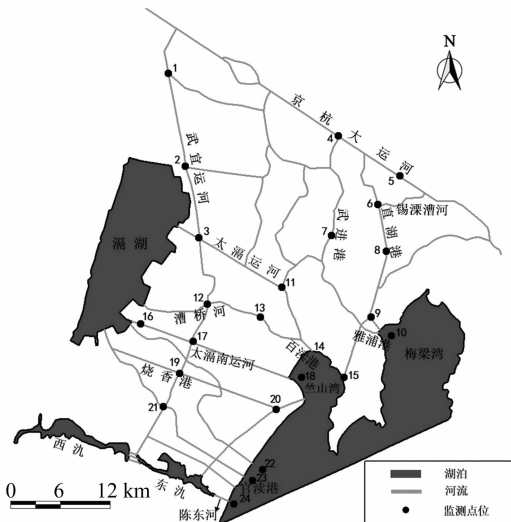 N
1
京杭大运河
4
5
武宜运河
2
6
锡溧漕河
直湖港
武进港
7
8
滆湖
3
太滆运河
11
12
漕桥河
13
9
雅浦港
10
梅梁湾
16
17
太滆南运河
百渎港
14
18
竺山湾
15
19
烧香港
20
21
西氿
东氿
22
23
官渎港
24
陈东河
0 6 12 km
湖泊
河流
监测点位